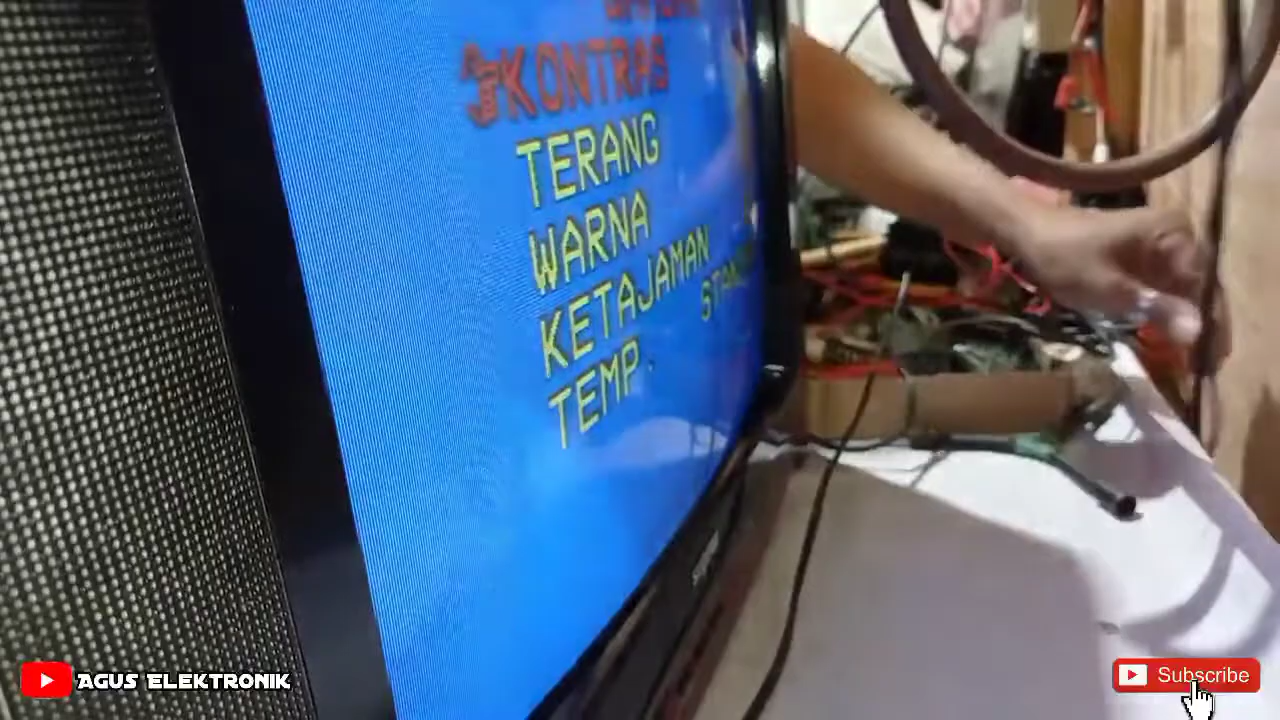 KONTRAS
TERANG
WARNA
KETAJAMAN
TEMP.
AGUS ELEKTRONIK
Subscribe